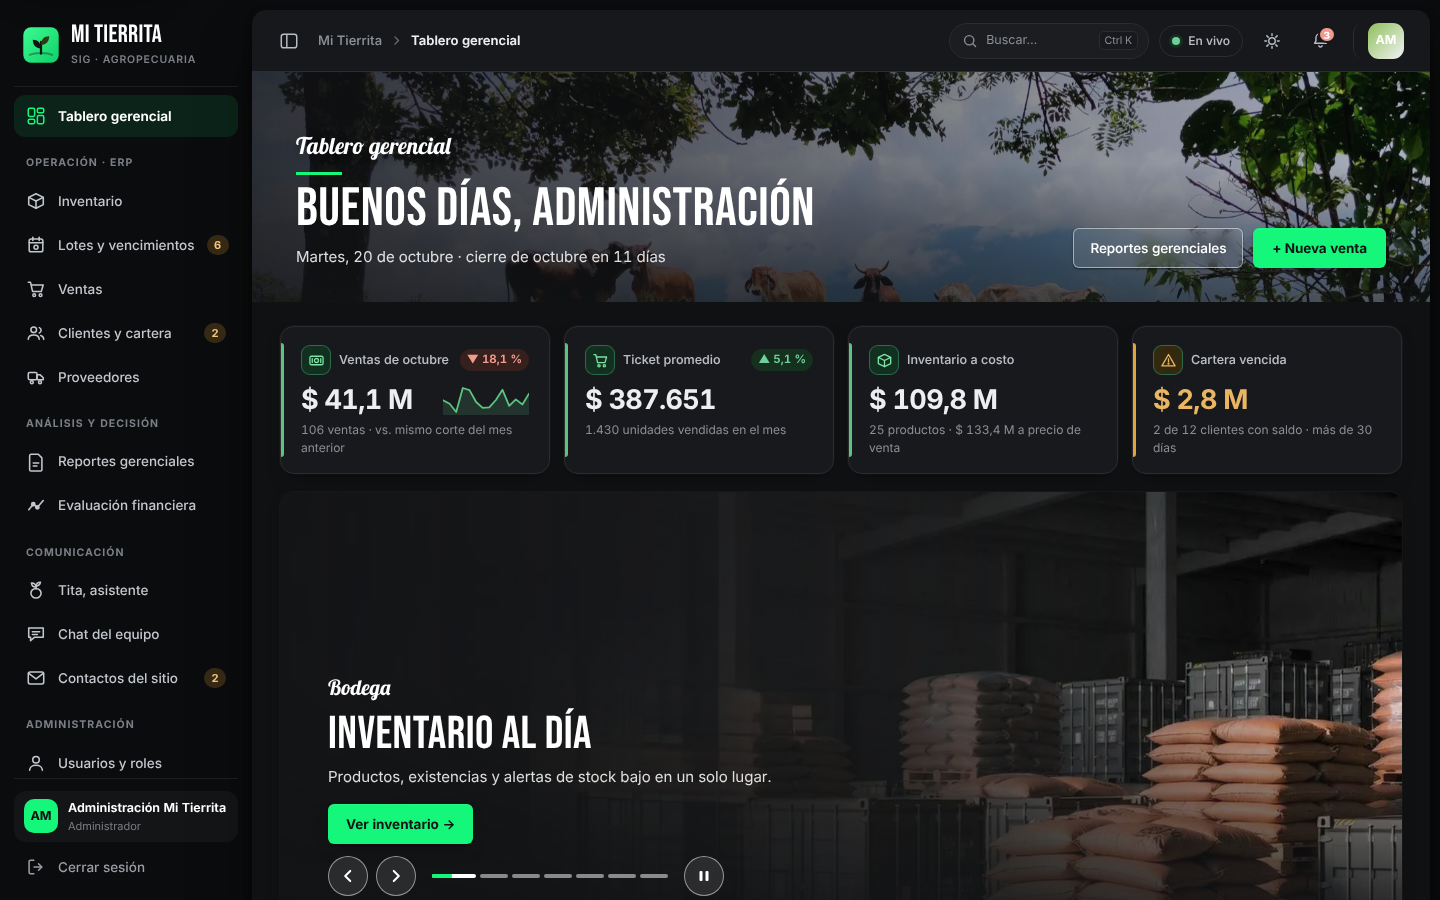 MI TIERRITA
SIG · AGROPECUARIA
Tablero gerencial
OPERACIÓN · ERP
Inventario
Lotes y vencimientos 6
Ventas
Clientes y cartera 2
Proveedores
ANÁLISIS Y DECISIÓN
Reportes gerenciales
Evaluación financiera
COMUNICACIÓN
Tita, asistente
Chat del equipo
Contactos del sitio 2
ADMINISTRACIÓN
Usuarios y roles
AM Administración Mi Tierrita
Administrador
Cerrar sesión
Mi Tierrita > Tablero gerencial
Buscar... Ctrl K
En vivo
3
AM
Tablero gerencial
BUENOS DÍAS, ADMINISTRACIÓN
Martes, 20 de octubre · cierre de octubre en 11 días
Reportes gerenciales
+ Nueva venta
Ventas de octubre ▼ 18,1 %
$ 41,1 M
106 ventas · vs. mismo corte del mes
anterior
Ticket promedio ▲ 5,1 %
$ 387.651
1.430 unidades vendidas en el mes
Inventario a costo
$ 109,8 M
25 productos · $ 133,4 M a precio de
venta
Cartera vencida
$ 2,8 M
2 de 12 clientes con saldo · más de 30
días
Bodega
INVENTARIO AL DÍA
Productos, existencias y alertas de stock bajo en un solo lugar.
Ver inventario →